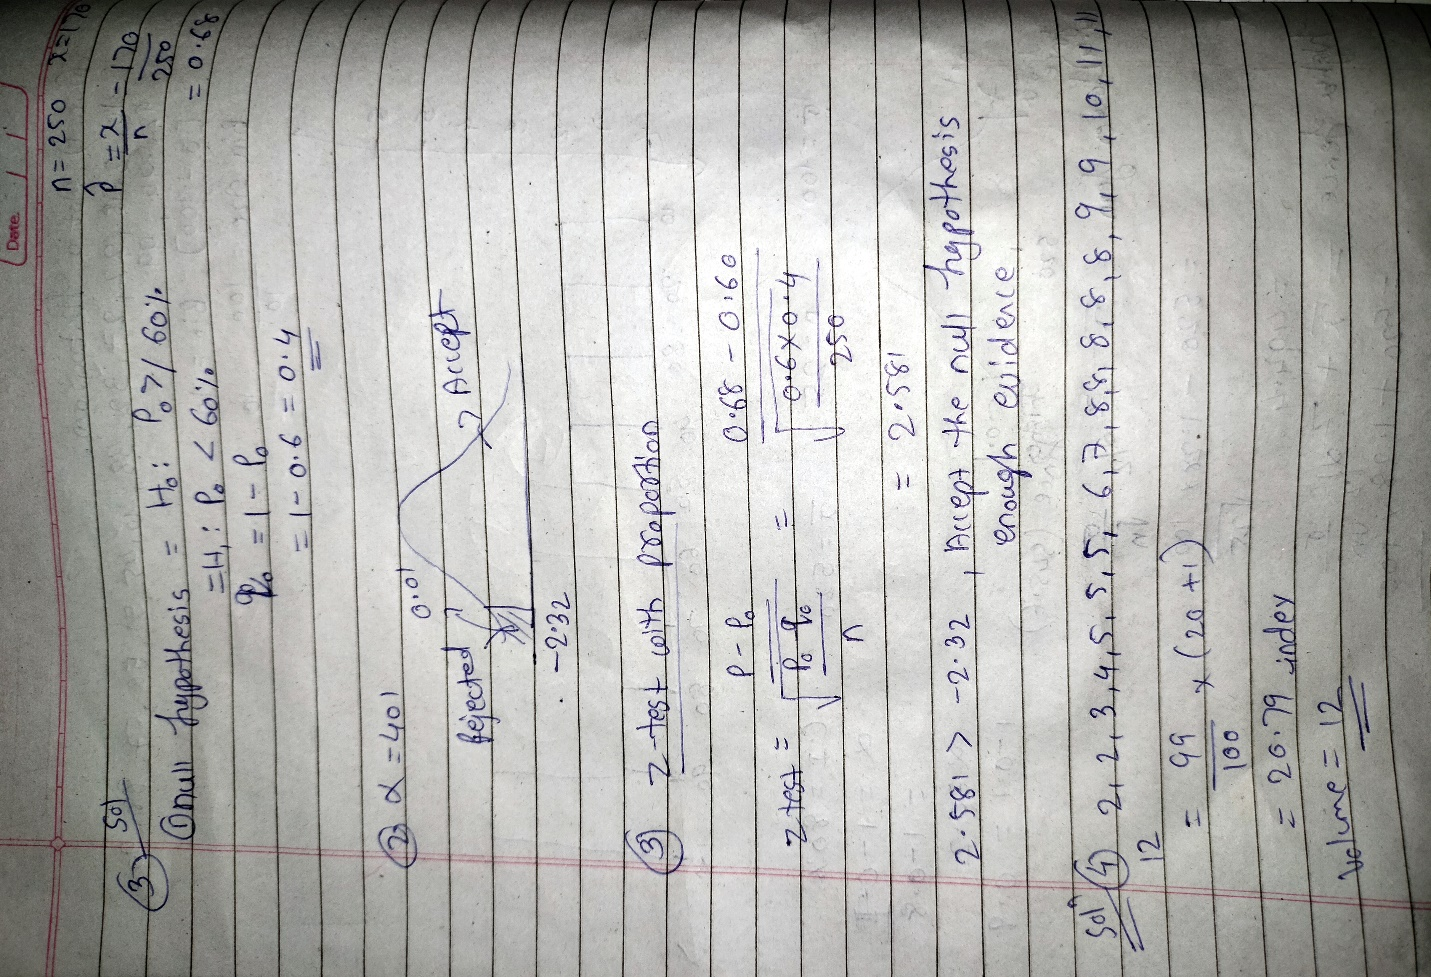 Date / /
n = 250 x = 170
p̂ = x/n = 170/250
= 0.68
③ Sol
① null hypothesis = H₀: P₀ >/ 60%
= H₁: P₀ < 60%
q₀ = 1 - P₀
= 1 - 0.6 = 0.4
② α = 401
0.01
Rejected Accept
-2.32
③ Z-test with proportion
Z test = P - P₀ / √(P₀ q₀ / n) = 0.68 - 0.60 / √(0.6 x 0.4 / 250)
= 2.581
2.581 > -2.32, Accept the null hypothesis
enough evidence
Solⁿ ④ 2, 2, 3, 4, 5, 5, 5, 5, 6, 7, 8, 8, 8, 8, 8, 9, 9, 10, 11, 11
12
= 99/100 x (20 + 1)
= 20.79 index
Volume = 12